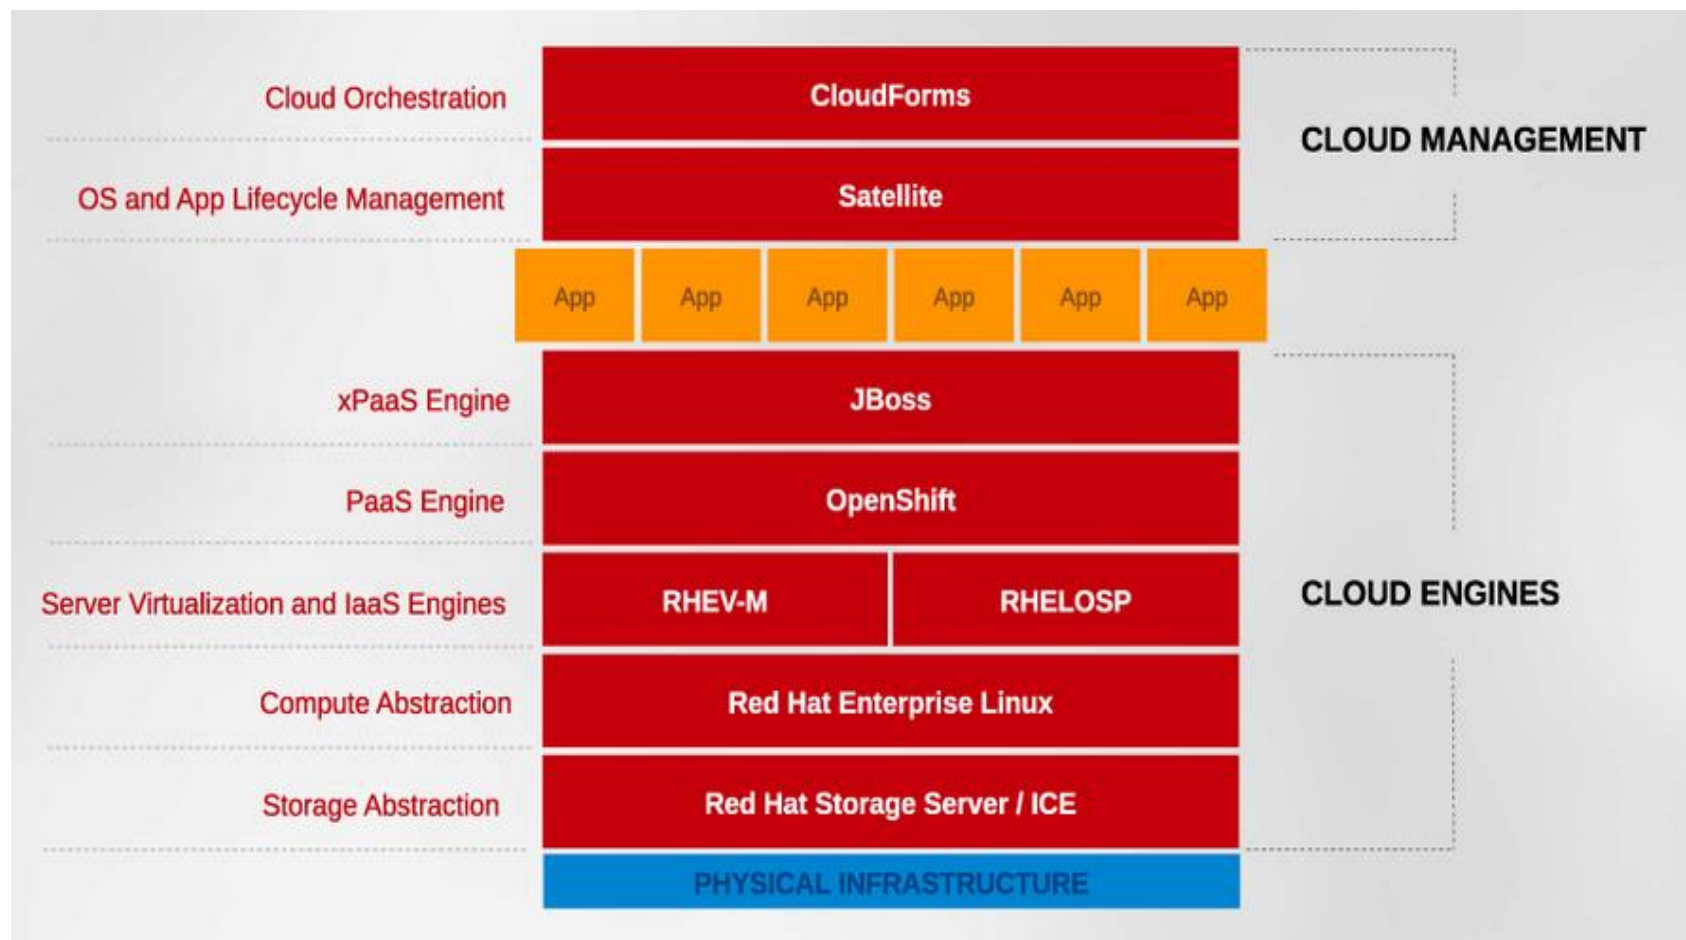 Cloud Orchestration
CloudForms
CLOUD MANAGEMENT
OS and App Lifecycle Management
Satellite
App App App App App App
xPaaS Engine
JBoss
PaaS Engine
OpenShift
Server Virtualization and IaaS Engines
RHEV-M
RHELOSP
CLOUD ENGINES
Compute Abstraction
Red Hat Enterprise Linux
Storage Abstraction
Red Hat Storage Server / ICE
PHYSICAL INFRASTRUCTURE